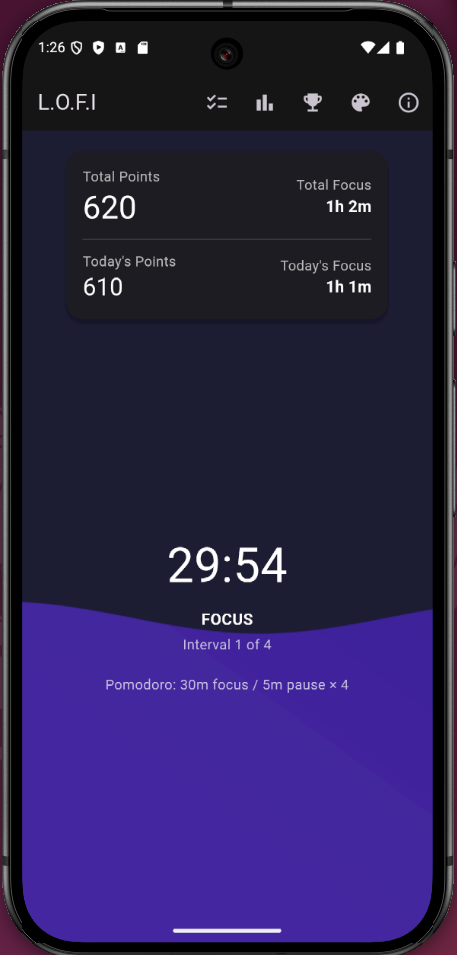 1:26
L.O.F.I
Total Points
620
Total Focus
1h 2m
Today's Points
610
Today's Focus
1h 1m
29:54
FOCUS
Interval 1 of 4
Pomodoro: 30m focus / 5m pause × 4